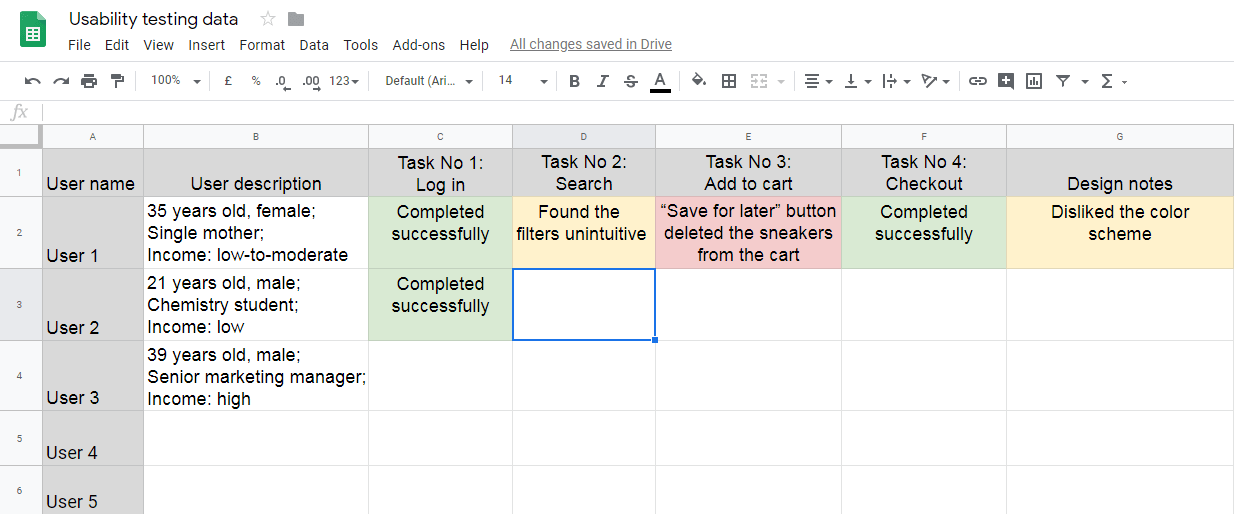 Usability testing data
File Edit View Insert Format Data Tools Add-ons Help All changes saved in Drive
100% £ % .0 .00 123 Default (Ari... 14 B I S A Σ
fx
A B C D E F G
1
User name
User description
Task No 1:
Log in
Task No 2:
Search
Task No 3:
Add to cart
Task No 4:
Checkout
Design notes
2
User 1
35 years old, female;
Single mother;
Income: low-to-moderate
Completed
successfully
Found the
filters unintuitive
“Save for later” button
deleted the sneakers
from the cart
Completed
successfully
Disliked the color
scheme
3
User 2
21 years old, male;
Chemistry student;
Income: low
Completed
successfully
4
User 3
39 years old, male;
Senior marketing manager;
Income: high
5
User 4
6
User 5